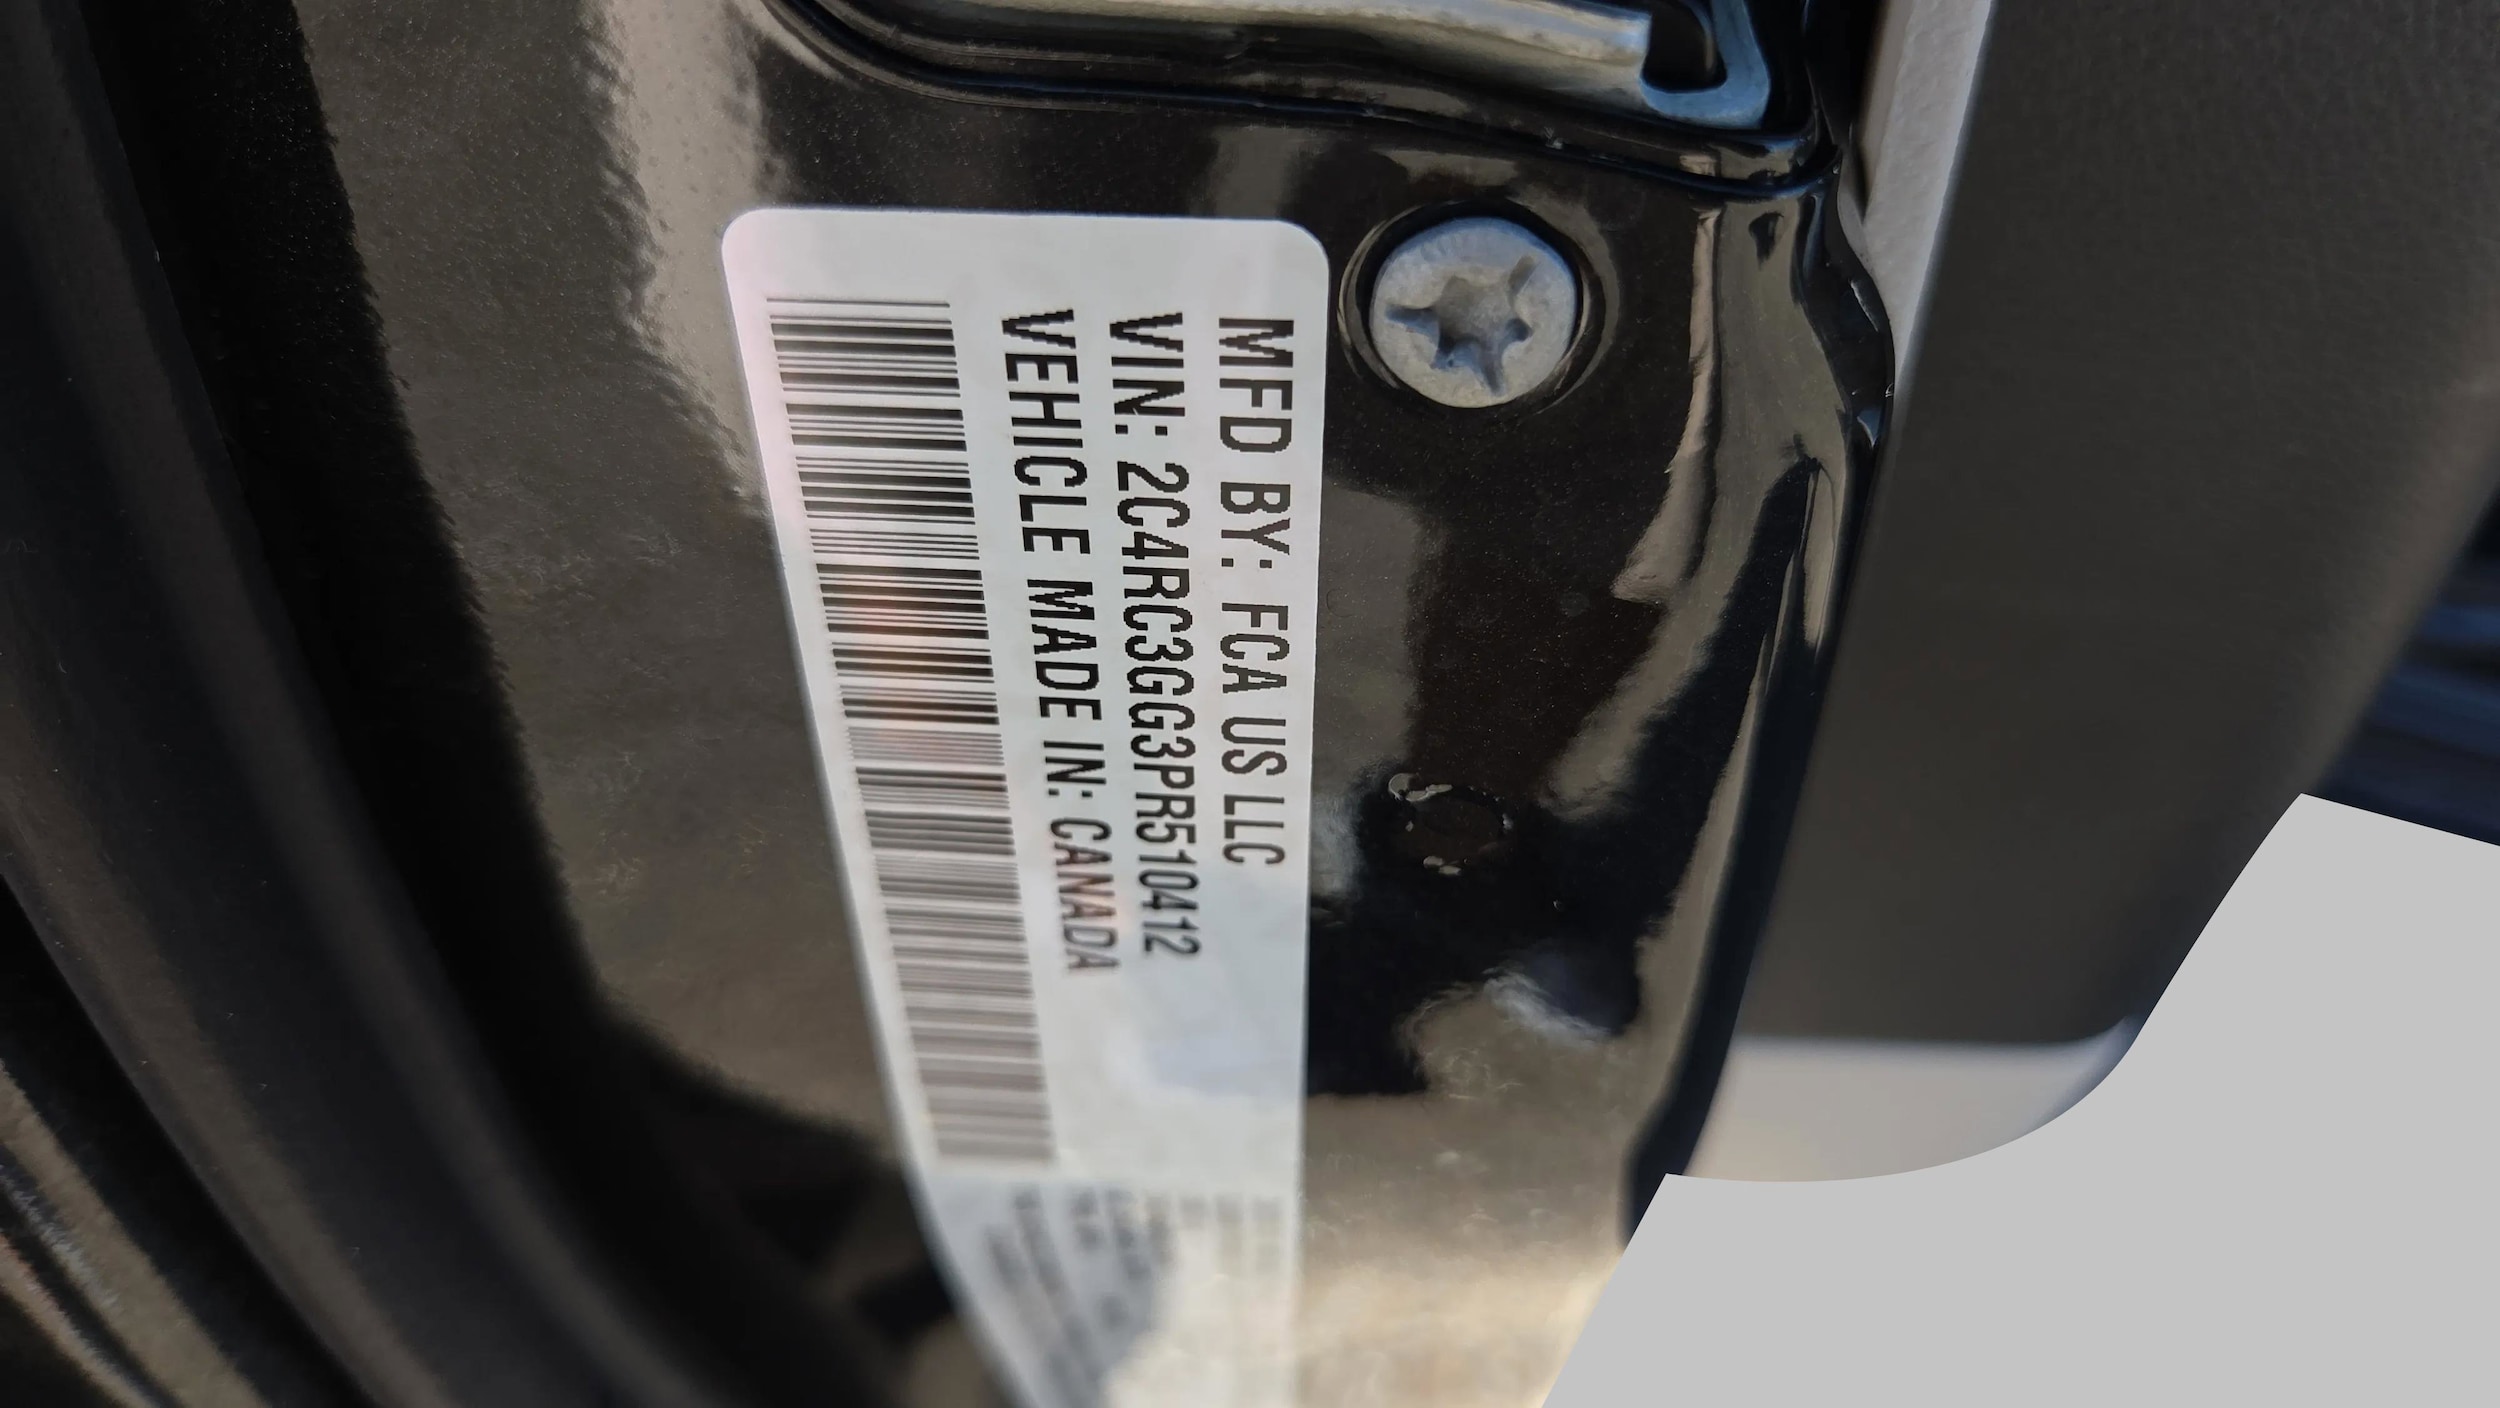 MFD BY: FCA US LLC
VIN: 2C4RC3GG3PR510412
VEHICLE MADE IN: CANADA